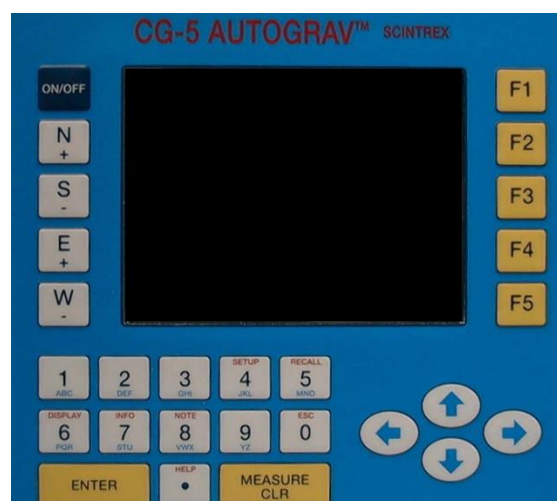 CG-5 AUTOGRAV™ SCINTREX
ON/OFF
F1
N
+
F2
S
-
F3
E
+
F4
W
-
F5
SETUP RECALL
1 2 3 4 5
ABC DEF GHI JKL MNO
DISPLAY INFO NOTE ESC
6 7 8 9 0
PQR STU VWX YZ
HELP
ENTER • MEASURE
CLR